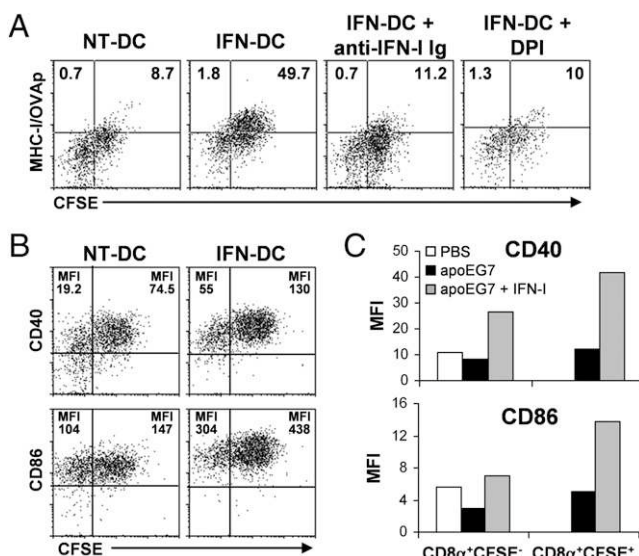 A
NT-DC
IFN-DC
IFN-DC +
anti-IFN-I Ig
IFN-DC +
DPI
0.7 8.7
1.8 49.7
0.7 11.2
1.3 10
MHC-I/OVAp
CFSE
B
NT-DC
IFN-DC
MFI MFI
19.2 74.5
MFI MFI
55 130
CD40
MFI MFI
104 147
MFI MFI
304 438
CD86
CFSE
C
CD40
PBS
apoEG7
apoEG7 + IFN-I
MFI
50
40
30
20
10
0
CD86
MFI
16
12
8
4
0
CD8α+CFSE- CD8α+CFSE+